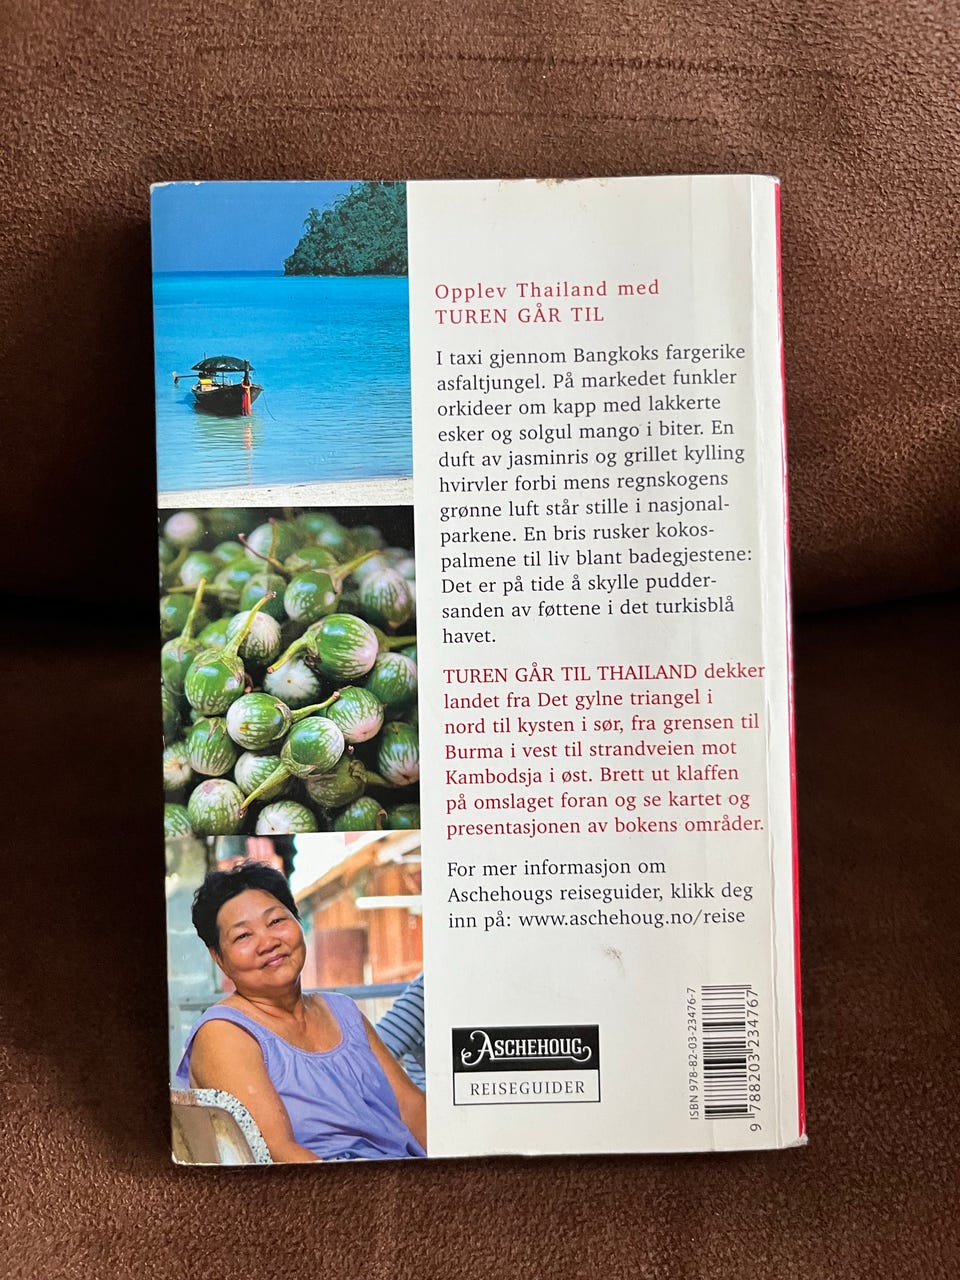 Opplev Thailand med
TUREN GÅR TIL
I taxi gjennom Bangkoks fargerike
asfaltjungel. På markedet funkler
orkideer om kapp med lakkerte
esker og solgul mango i biter. En
duft av jasminris og grillet kylling
hvirvler forbi mens regnskogens
grønne luft står stille i nasjonal-
parkene. En bris rusker kokos-
palmene til liv blant badegjestene:
Det er på tide å skylle pudder-
sanden av føttene i det turkisblå
havet.
TUREN GÅR TIL THAILAND dekker
landet fra Det gylne triangel i
nord til kysten i sør, fra grensen til
Burma i vest til strandveien mot
Kambodsja i øst. Brett ut klaffen
på omslaget foran og se kartet og
presentasjonen av bokens områder.
For mer informasjon om
Aschehougs reiseguider, klikk deg
inn på: www.aschehoug.no/reise
ASCHEHOUG
REISEGUIDER
ISBN 978-82-03-23476-7
9 788203 234767